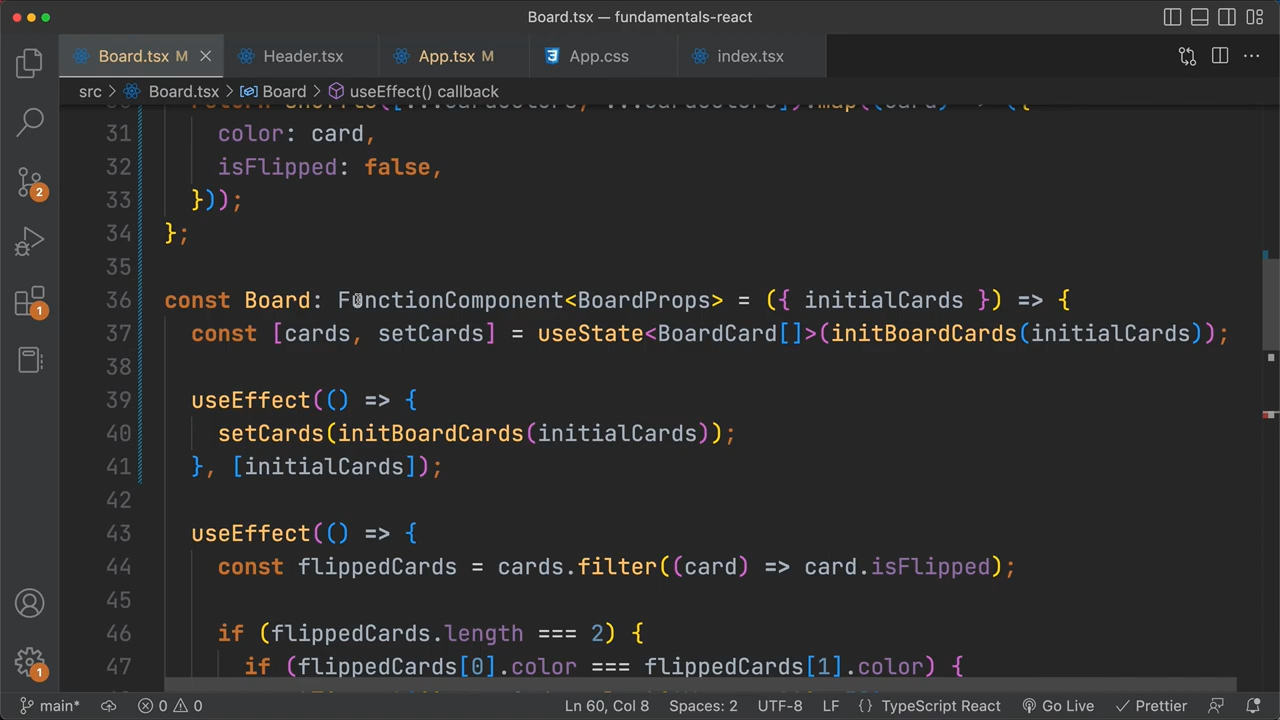 Board.tsx — fundamentals-react
Board.tsx M
Header.tsx
App.tsx M
App.css
index.tsx
src > Board.tsx > Board > useEffect() callback
31 color: card,
32 isFlipped: false,
33 }));
34 };
35
36 const Board: FunctionComponent<BoardProps> = ({ initialCards }) => {
37 const [cards, setCards] = useState<BoardCard[]>(initBoardCards(initialCards));
38
39 useEffect(() => {
40 setCards(initBoardCards(initialCards));
41 }, [initialCards]);
42
43 useEffect(() => {
44 const flippedCards = cards.filter((card) => card.isFlipped);
45
46 if (flippedCards.length === 2) {
47 if (flippedCards[0].color === flippedCards[1].color) {
2
1
1
main* 0 0 Ln 60, Col 8 Spaces: 2 UTF-8 LF {} TypeScript React Go Live Prettier